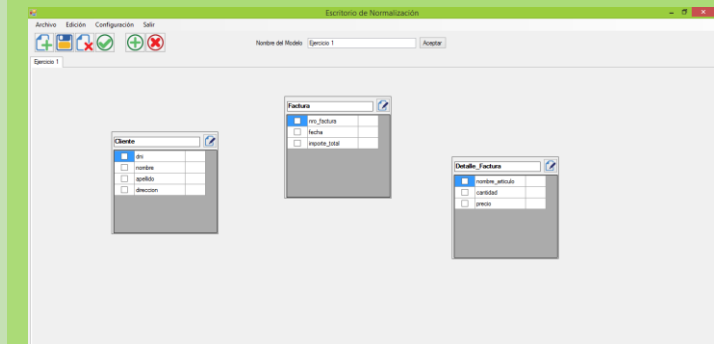 Escritorio de Normalización
Archivo Edición Configuración Salir
Nombre del Modelo Ejercicio 1 Aceptar
Ejercicio 1
Factura
nro_factura
fecha
importe_total
Cliente
dni
nombre
apellido
direccion
Detalle_Factura
nombre_articulo
cantidad
precio